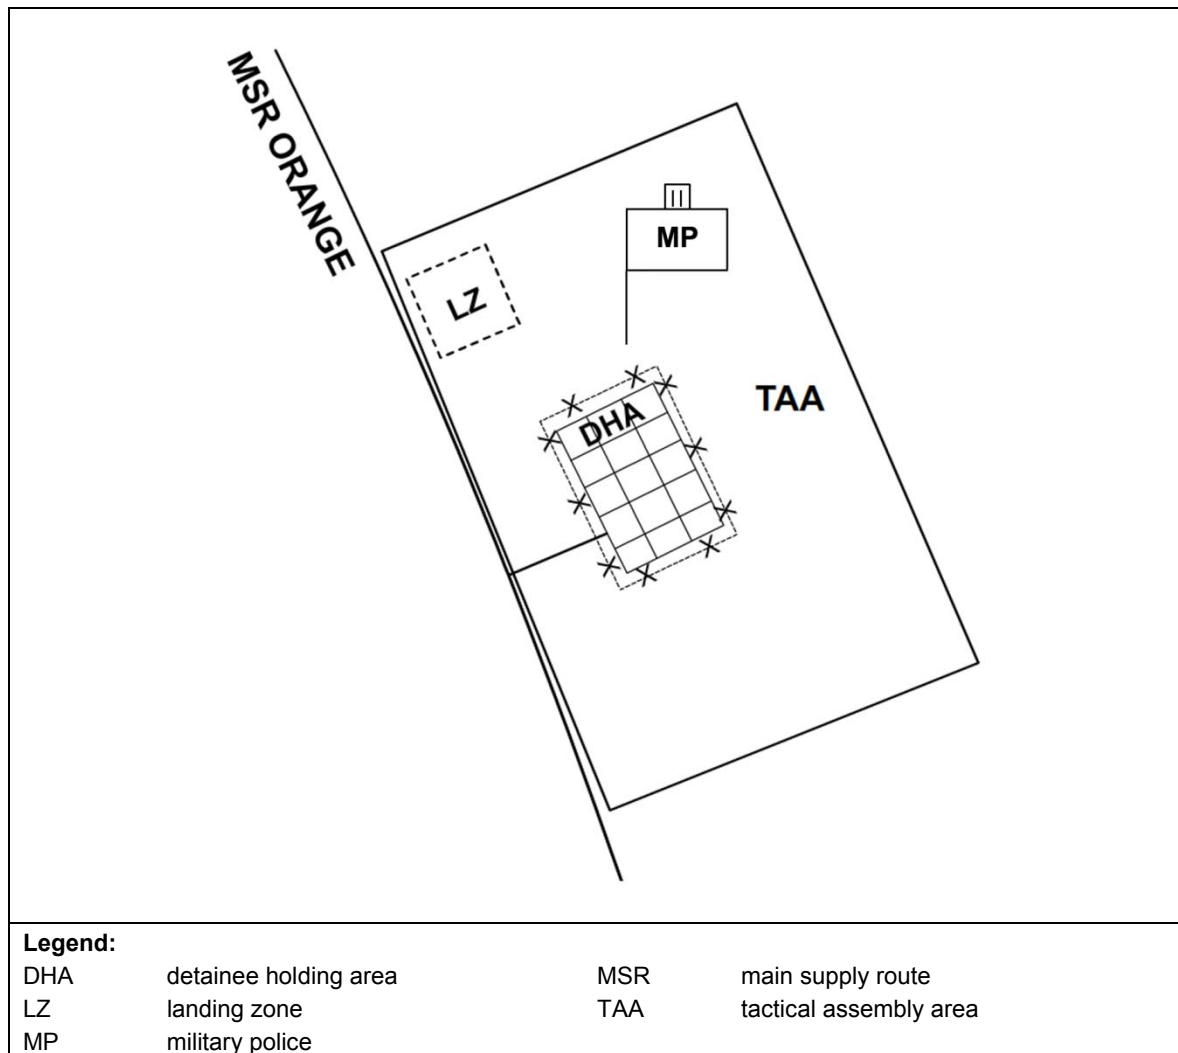 MSR ORANGE
MP
LZ
TAA
DHA
Legend:
DHA detainee holding area MSR main supply route
LZ landing zone TAA tactical assembly area
MP military police